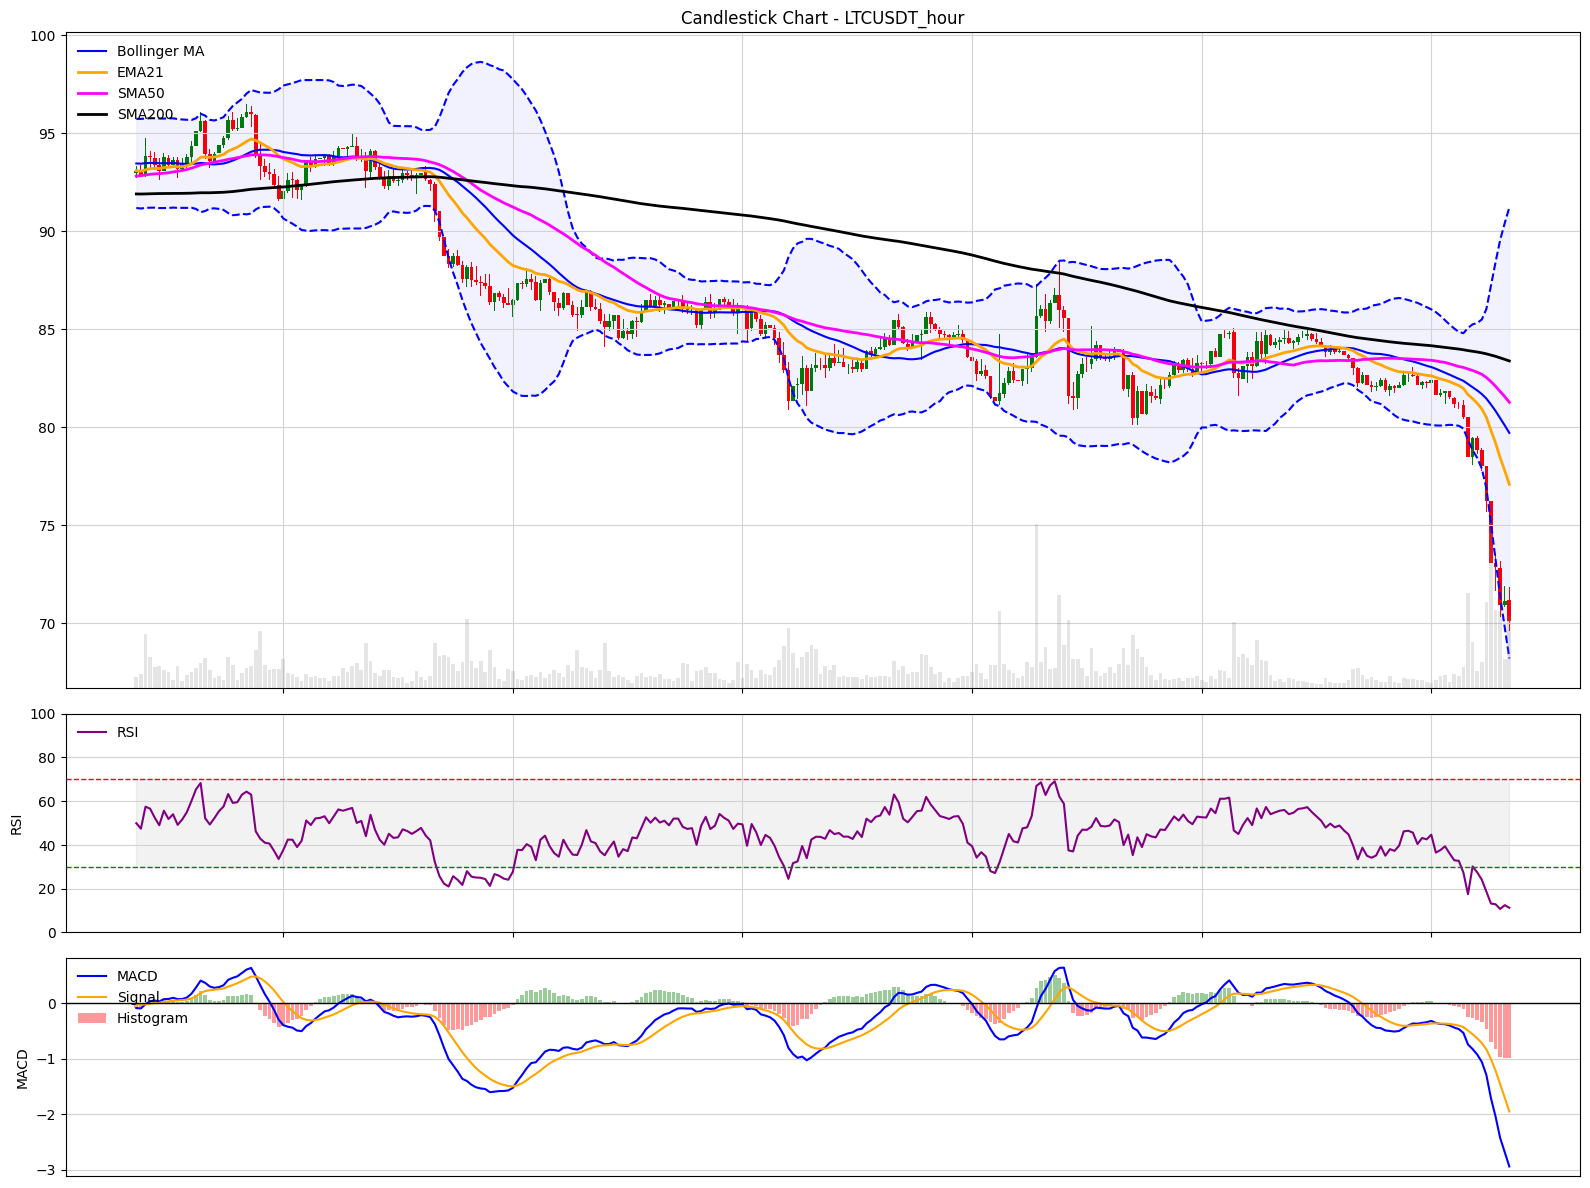 Candlestick Chart - LTCUSDT_hour
Bollinger MA
EMA21
SMA50
SMA200
100
95
90
85
80
75
70
RSI
RSI
100
80
60
40
20
0
MACD
Signal
Histogram
MACD
0
−1
−2
−3